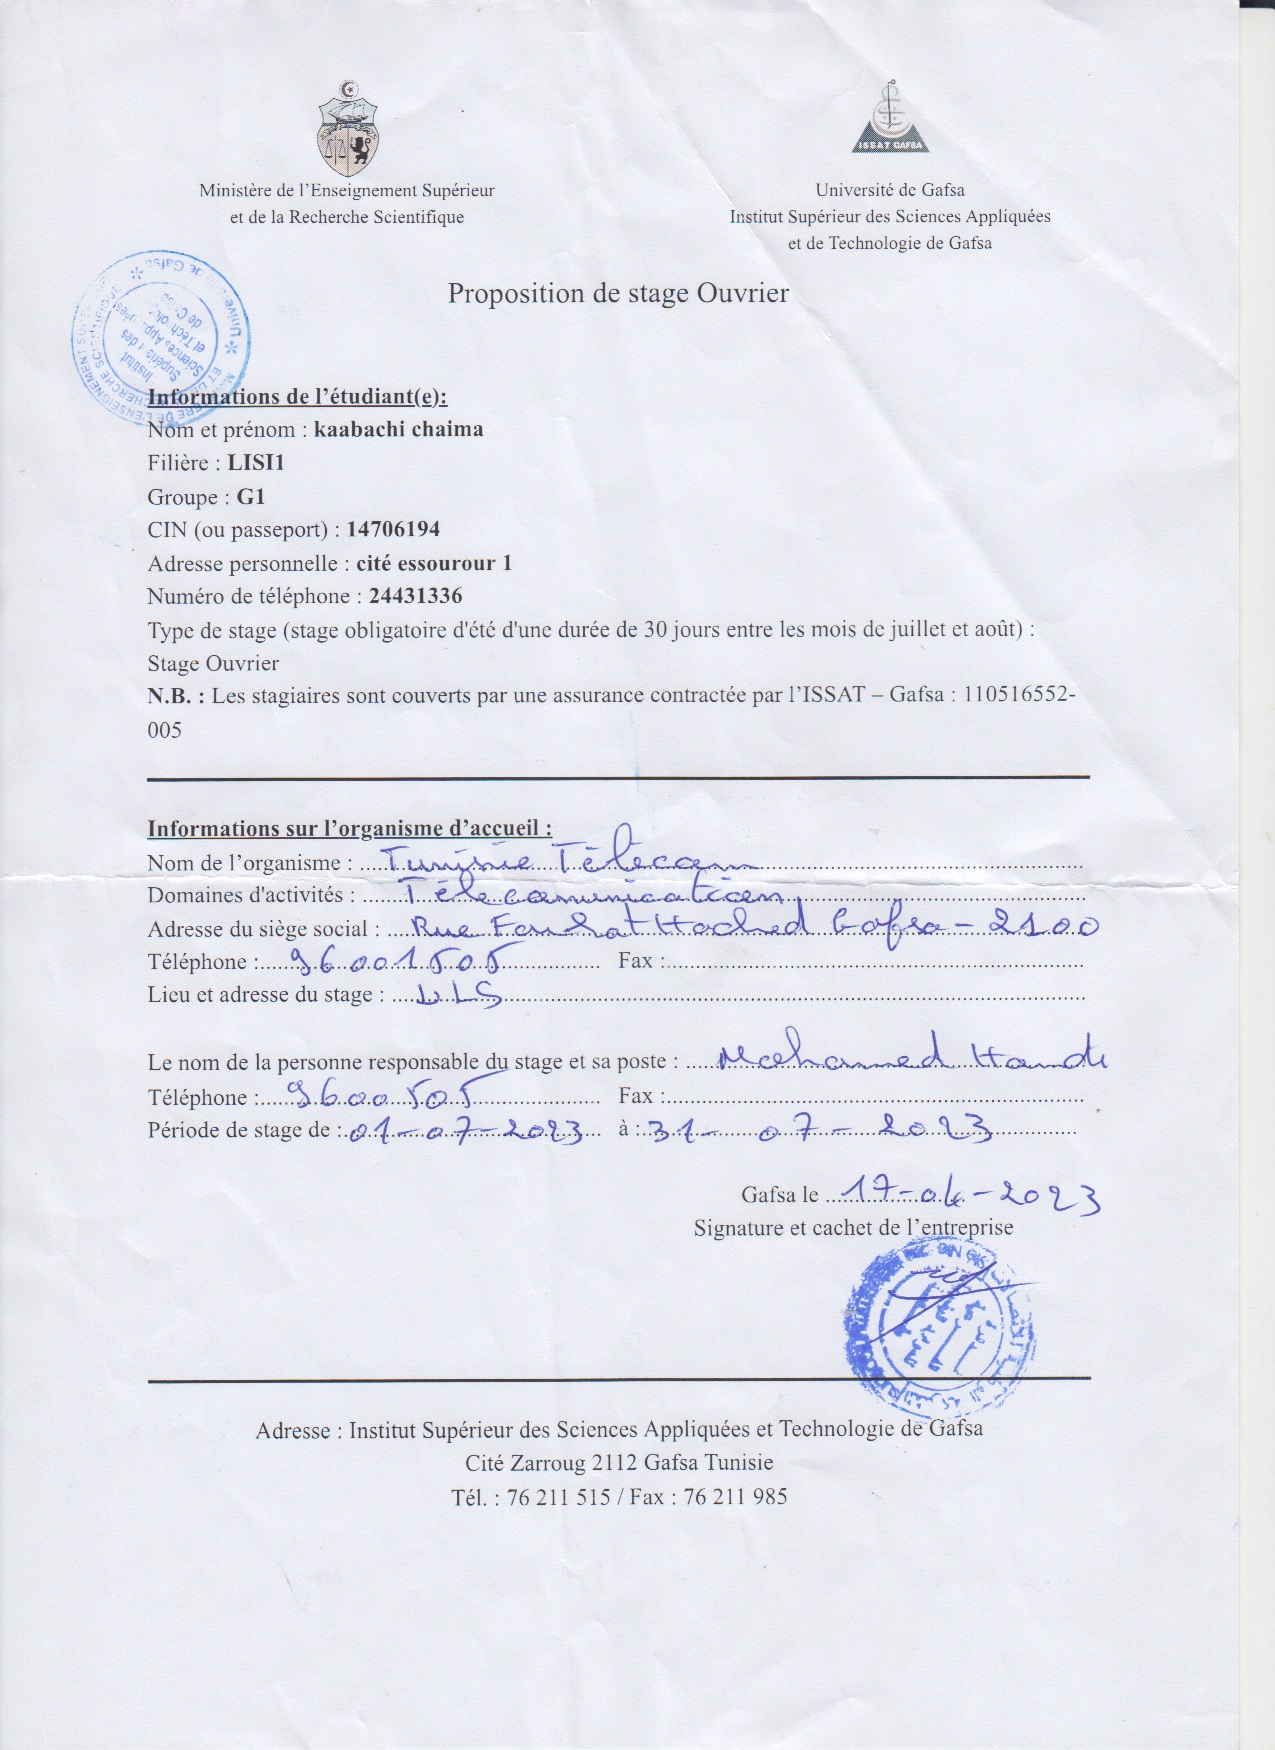 ISSAT GAFSA
Ministère de l'Enseignement Supérieur
et de la Recherche Scientifique
Université de Gafsa
Institut Supérieur des Sciences Appliquées
et de Technologie de Gafsa
Proposition de stage Ouvrier
Institut
Supérieur des
Sciences
Informations de l'étudiant(e):
Nom et prénom : kaabachi chaima
Filière : LISI1
Groupe : G1
CIN (ou passeport) : 14706194
Adresse personnelle : cité essourour 1
Numéro de téléphone : 24431336
Type de stage (stage obligatoire d'été d'une durée de 30 jours entre les mois de juillet et août) :
Stage Ouvrier
N.B. : Les stagiaires sont couverts par une assurance contractée par l'ISSAT – Gafsa : 110516552-
005
Informations sur l'organisme d'accueil :
Nom de l'organisme : Tunisie Télécom
Domaines d'activités : Télecomunication
Adresse du siège social : Rue Farhat Hached Gafsa - 2100
Téléphone : 96001505 Fax :
Lieu et adresse du stage :
Le nom de la personne responsable du stage et sa poste : Mohamed
Téléphone : 9600505 Fax :
Période de stage de : 01-07-2023 à : 31-07-2023
Gafsa le 17-04-2023
Signature et cachet de l'entreprise
Adresse : Institut Supérieur des Sciences Appliquées et Technologie de Gafsa
Cité Zarroug 2112 Gafsa Tunisie
Tél. : 76 211 515 / Fax : 76 211 985